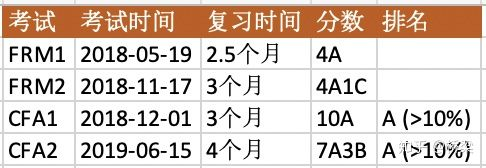 考试 考试时间 复习时间 分数 排名
FRM1 2018-05-19 2.5个月 4A
FRM2 2018-11-17 3个月 4A1C
CFA1 2018-12-01 3个月 10A A (>10%)
CFA2 2019-06-15 4个月 7A3B A (>10%)